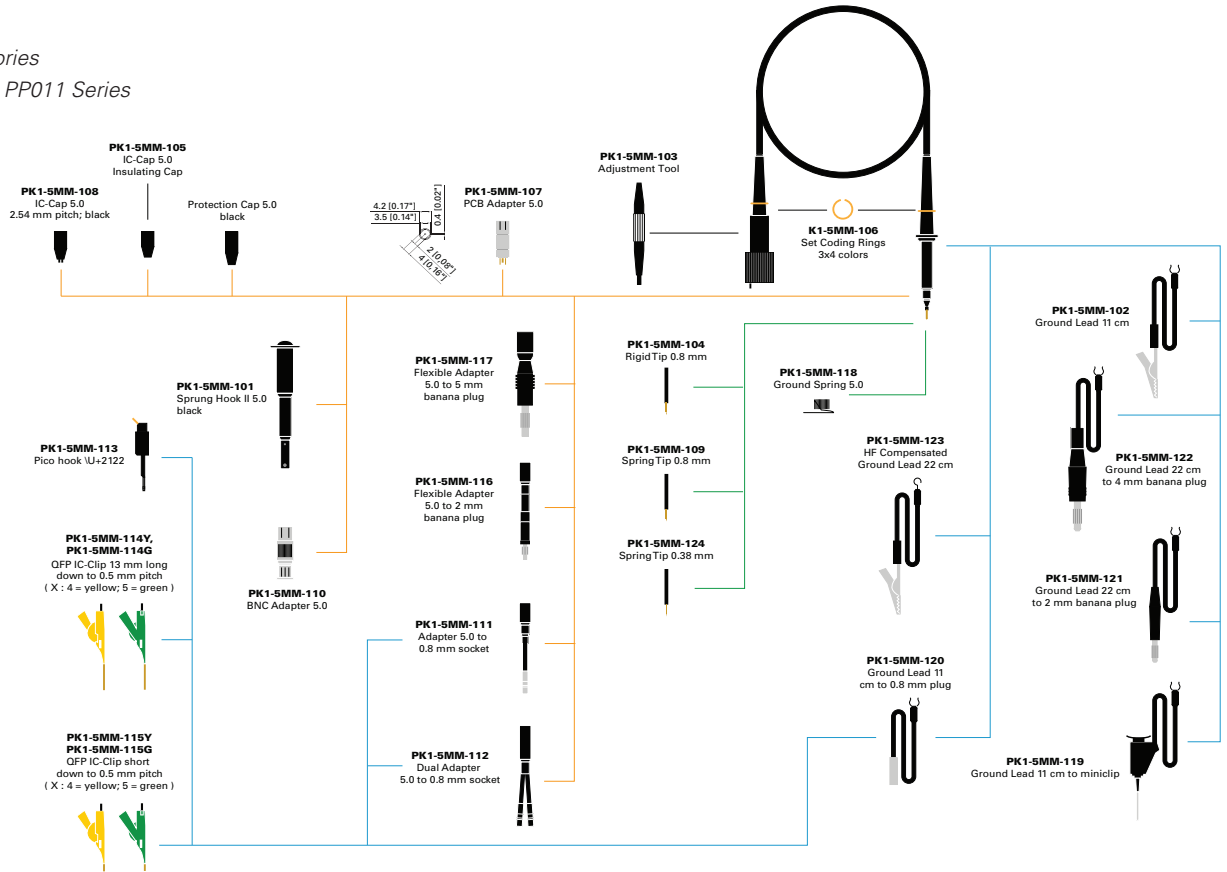 ories
PP011 Series
PK1-5MM-105
IC-Cap 5.0
Insulating Cap
PK1-5MM-108
IC-Cap 5.0
2.54 mm pitch; black
Protection Cap 5.0
black
4.2 [0.17"]
3.5 [0.14"]
0.4 [0.02"]
2 [0,08"]
4 [0,16"]
PK1-5MM-107
PCB Adapter 5.0
PK1-5MM-103
Adjustment Tool
K1-5MM-106
Set Coding Rings
3x4 colors
PK1-5MM-101
Sprung Hook II 5.0
black
PK1-5MM-113
Pico hook \U+2122
PK1-5MM-114Y,
PK1-5MM-114G
QFP IC-Clip 13 mm long
down to 0.5 mm pitch
( X : 4 = yellow; 5 = green )
PK1-5MM-110
BNC Adapter 5.0
PK1-5MM-115Y
PK1-5MM-115G
QFP IC-Clip short
down to 0.5 mm pitch
( X : 4 = yellow; 5 = green )
PK1-5MM-117
Flexible Adapter
5.0 to 5 mm
banana plug
PK1-5MM-116
Flexible Adapter
5.0 to 2 mm
banana plug
PK1-5MM-111
Adapter 5.0 to
0.8 mm socket
PK1-5MM-112
Dual Adapter
5.0 to 0.8 mm socket
PK1-5MM-104
Rigid Tip 0.8 mm
PK1-5MM-118
Ground Spring 5.0
PK1-5MM-109
Spring Tip 0.8 mm
PK1-5MM-124
Spring Tip 0.38 mm
PK1-5MM-123
HF Compensated
Ground Lead 22 cm
PK1-5MM-120
Ground Lead 11
cm to 0.8 mm plug
PK1-5MM-102
Ground Lead 11 cm
PK1-5MM-122
Ground Lead 22 cm
to 4 mm banana plug
PK1-5MM-121
Ground Lead 22 cm
to 2 mm banana plug
PK1-5MM-119
Ground Lead 11 cm to miniclip